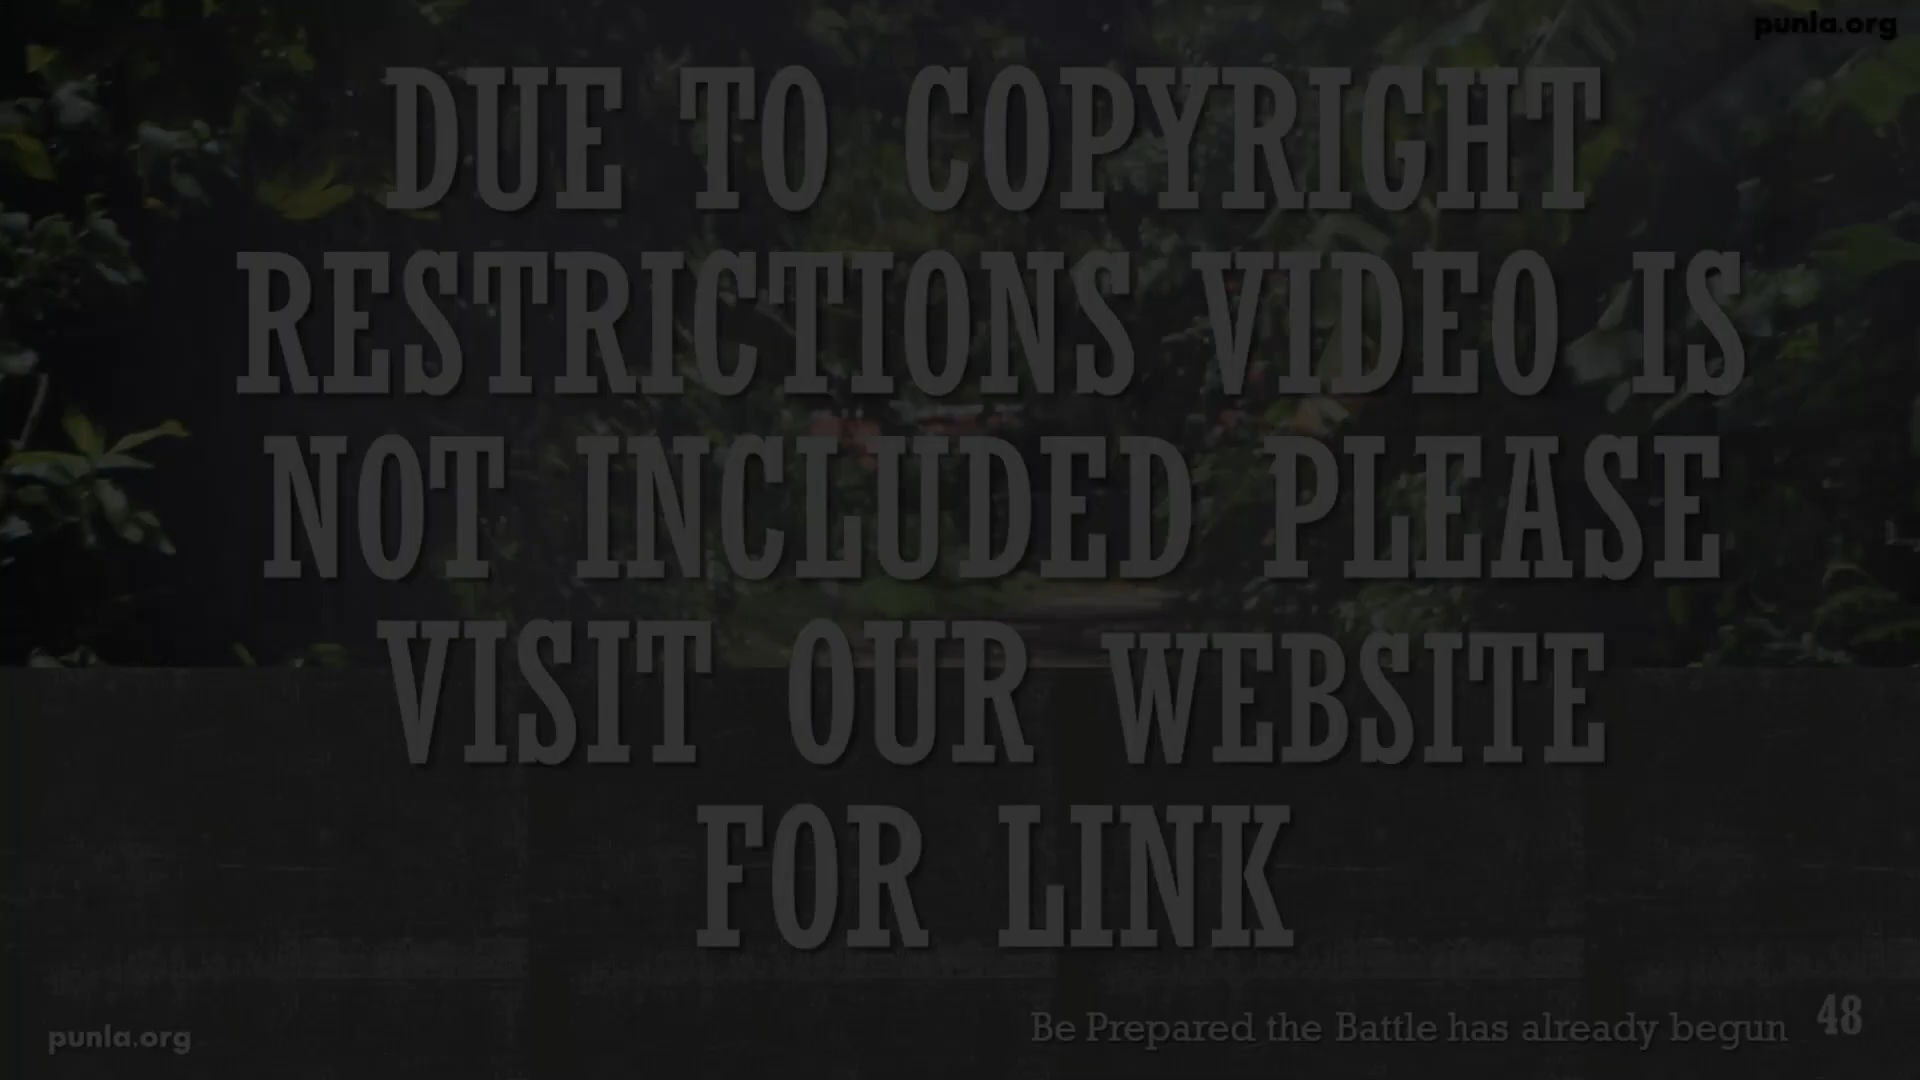 punla.org
DUE TO COPYRIGHT
RESTRICTIONS VIDEO IS
NOT INCLUDED PLEASE
VISIT OUR WEBSITE
FOR LINK
punla.org
Be Prepared the Battle has already begun 48